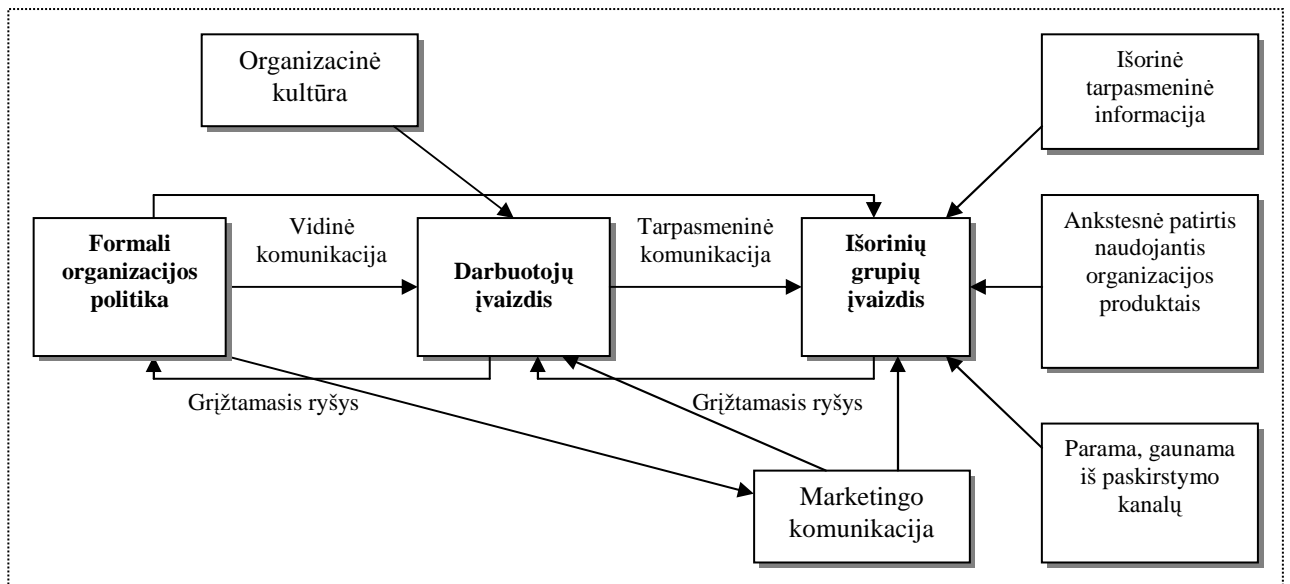 Organizacinė
kultūra
Išorinė
tarpasmeninė
informacija
Formali
organizacijos
politika
Vidinė
komunikacija
Darbuotojų
įvaizdis
Tarpasmeninė
komunikacija
Išorinių
grupių
įvaizdis
Ankstesnė patirtis
naudojantis
organizacijos
produktais
Grįžtamasis ryšys
Grįžtamasis ryšys
Marketingo
komunikacija
Parama, gaunama
iš paskirstymo
kanalų